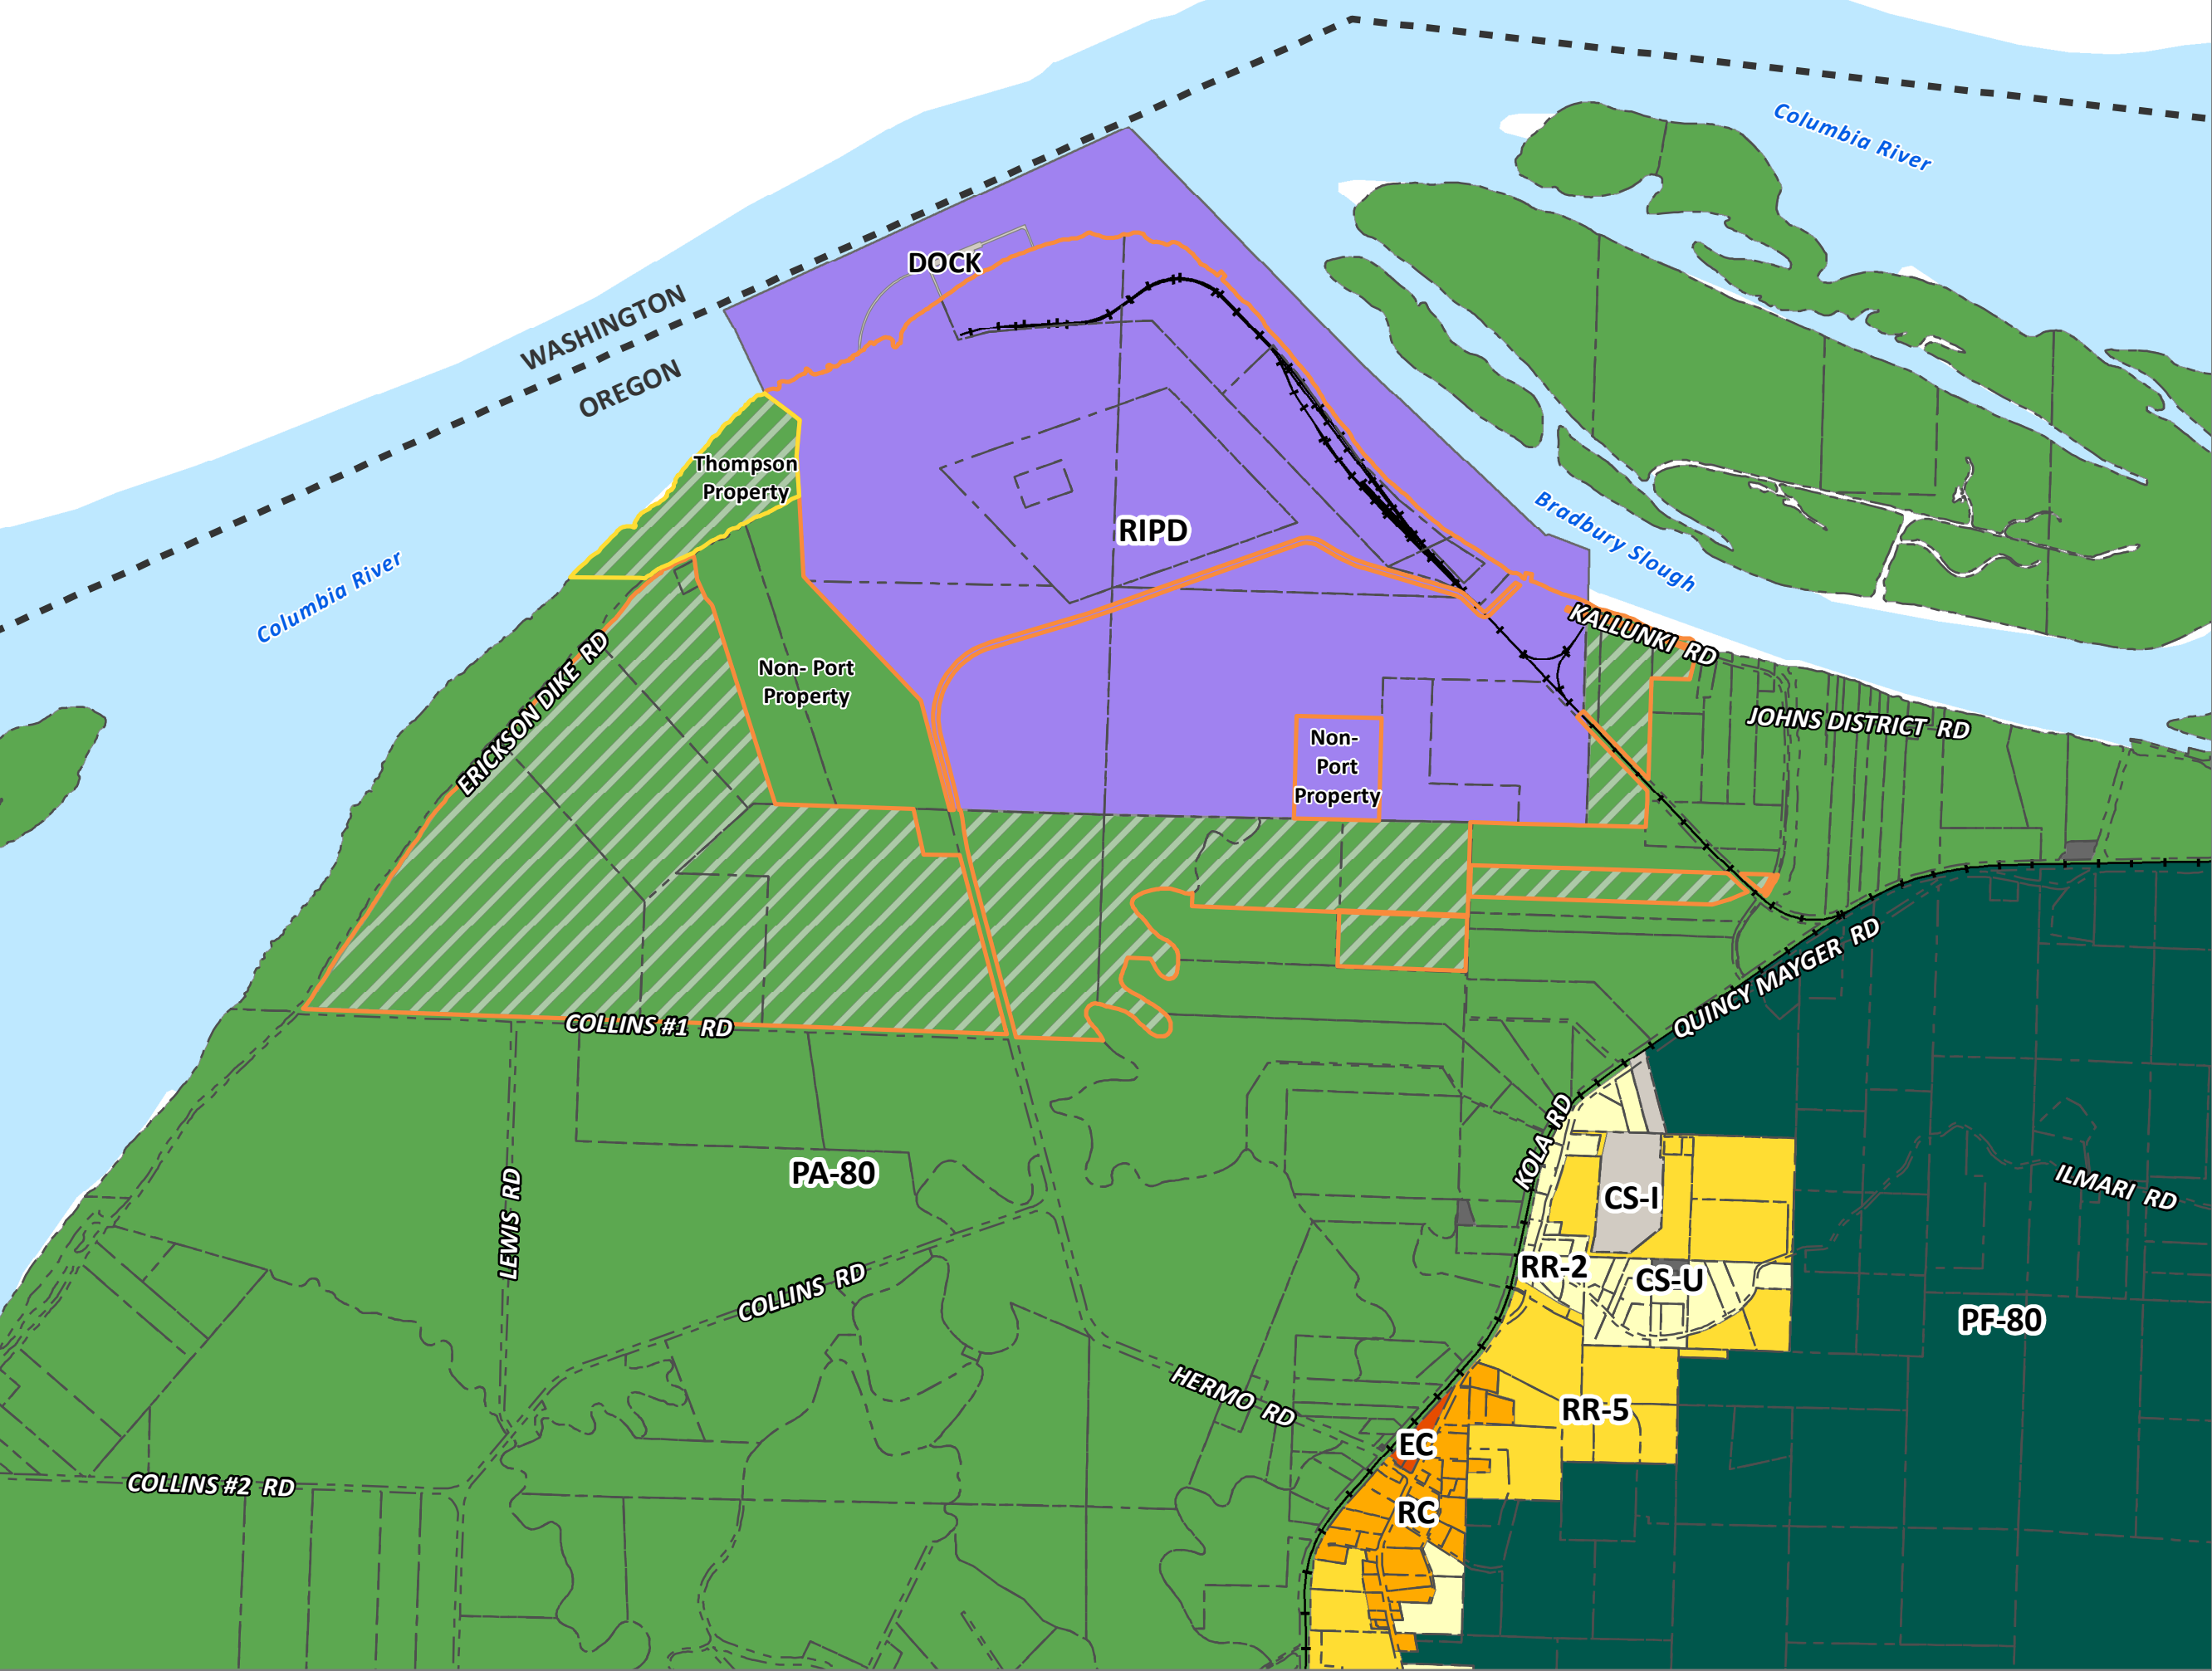 Columbia River
WASHINGTON
OREGON
DOCK
Thompson
Property
RIPD
Bradbury Slough
Columbia River
KALLUNKI RD
ERICKSON DIKE RD
Non- Port
Property
Non-
Port
Property
JOHNS DISTRICT RD
QUINCY MAYGER RD
COLLINS #1 RD
KOLA RD
PA-80
LEWIS RD
CS-I
ILMARI RD
RR-2
CS-U
COLLINS RD
PF-80
HERMO RD
RR-5
EC
COLLINS #2 RD
RC